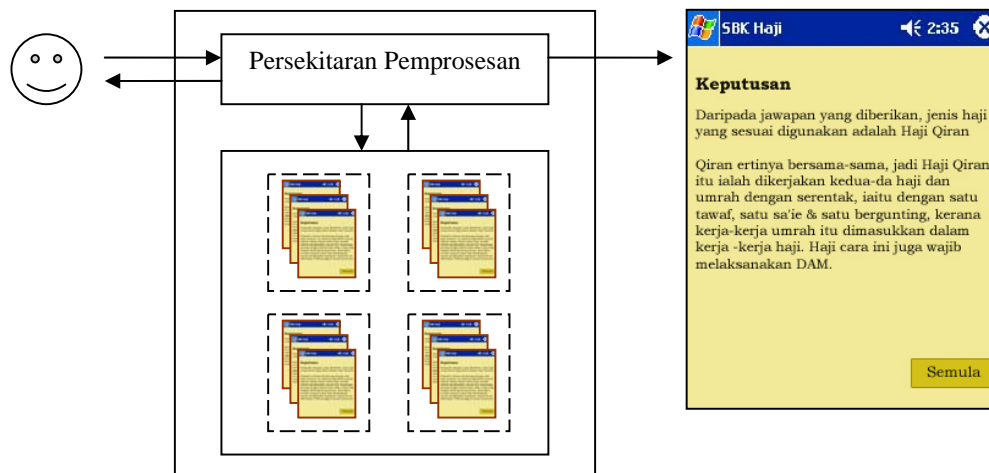 Persekitaran Pemprosesan
SBK Haji
2:35
Keputusan
Daripada jawapan yang diberikan, jenis haji
yang sesuai digunakan adalah Haji Qiran
Qiran ertinya bersama-sama, jadi Haji Qiran
itu ialah dikerjakan kedua-da haji dan
umrah dengan serentak, iaitu dengan satu
tawaf, satu sa'ie & satu bergunting, kerana
kerja-kerja umrah itu dimasukkan dalam
kerja -kerja haji. Haji cara ini juga wajib
melaksanakan DAM.
Semula